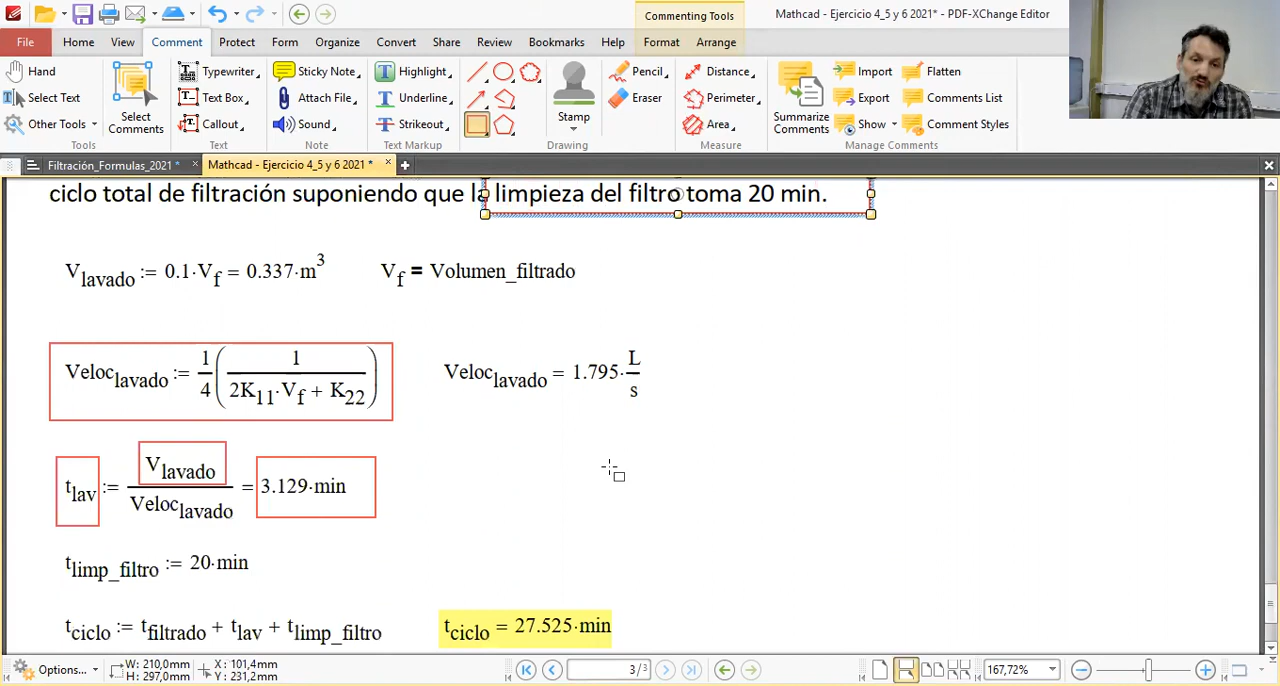 Commenting Tools
Mathcad - Ejercicio 4_5 y 6 2021* - PDF-XChange Editor
File Home View Comment Protect Form Organize Convert Share Review Bookmarks Help Format Arrange
Hand
Select Text
Other Tools
Tools
Select Comments
Typewriter
Text Box
Callout
Text
Sticky Note
Attach File
Sound
Note
Highlight
Underline
Strikeout
Text Markup
Pencil
Eraser
Drawing
Stamp
Distance
Perimeter
Area
Measure
Summarize Comments
Import
Export
Show
Flatten
Comments List
Comment Styles
Manage Comments
Filtración_Formulas_2021 *
Mathcad - Ejercicio 4_5 y 6 2021 *
ciclo total de filtración suponiendo que la limpieza del filtro toma 20 min.
V_lavado := 0.1·V_f = 0.337·m³ V_f = Volumen_filtrado
Veloc_lavado := 1/4 (1/(2K_11·V_f + K_22)) Veloc_lavado = 1.795·L/s
t_lav := V_lavado/Veloc_lavado = 3.129·min
t_limp_filtro := 20·min
t_ciclo := t_filtrado + t_lav + t_limp_filtro t_ciclo = 27.525·min
Options...
W: 210,0mm
H: 297,0mm
X: 101,4mm
Y: 231,2mm
3/3
167,72%